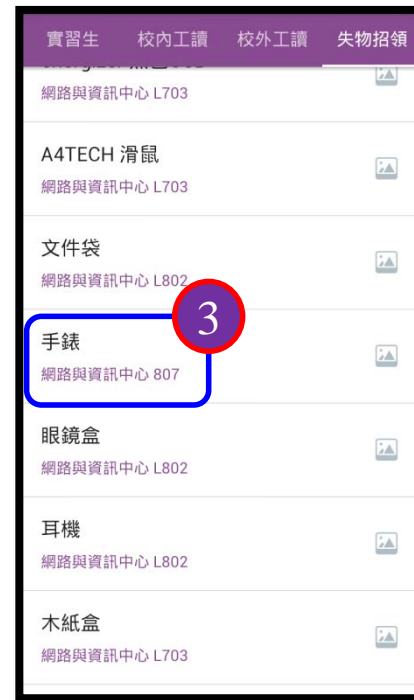 實習生 校內工讀 校外工讀 失物招領
網路與資訊中心 L703
A4TECH 滑鼠
網路與資訊中心 L703
文件袋
網路與資訊中心 L802
3
手錶
網路與資訊中心 807
眼鏡盒
網路與資訊中心 L802
耳機
網路與資訊中心 L802
木紙盒
網路與資訊中心 L703